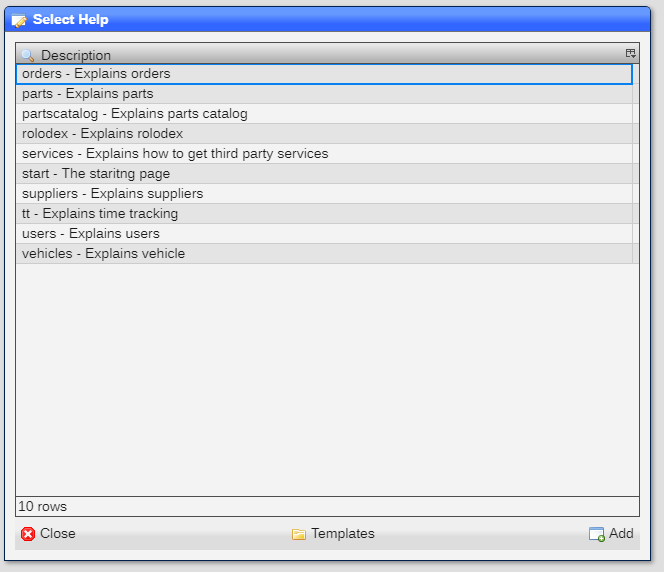 Select Help
Description
orders - Explains orders
parts - Explains parts
partscatalog - Explains parts catalog
rolodex - Explains rolodex
services - Explains how to get third party services
start - The staritng page
suppliers - Explains suppliers
tt - Explains time tracking
users - Explains users
vehicles - Explains vehicle
10 rows
Close Templates Add